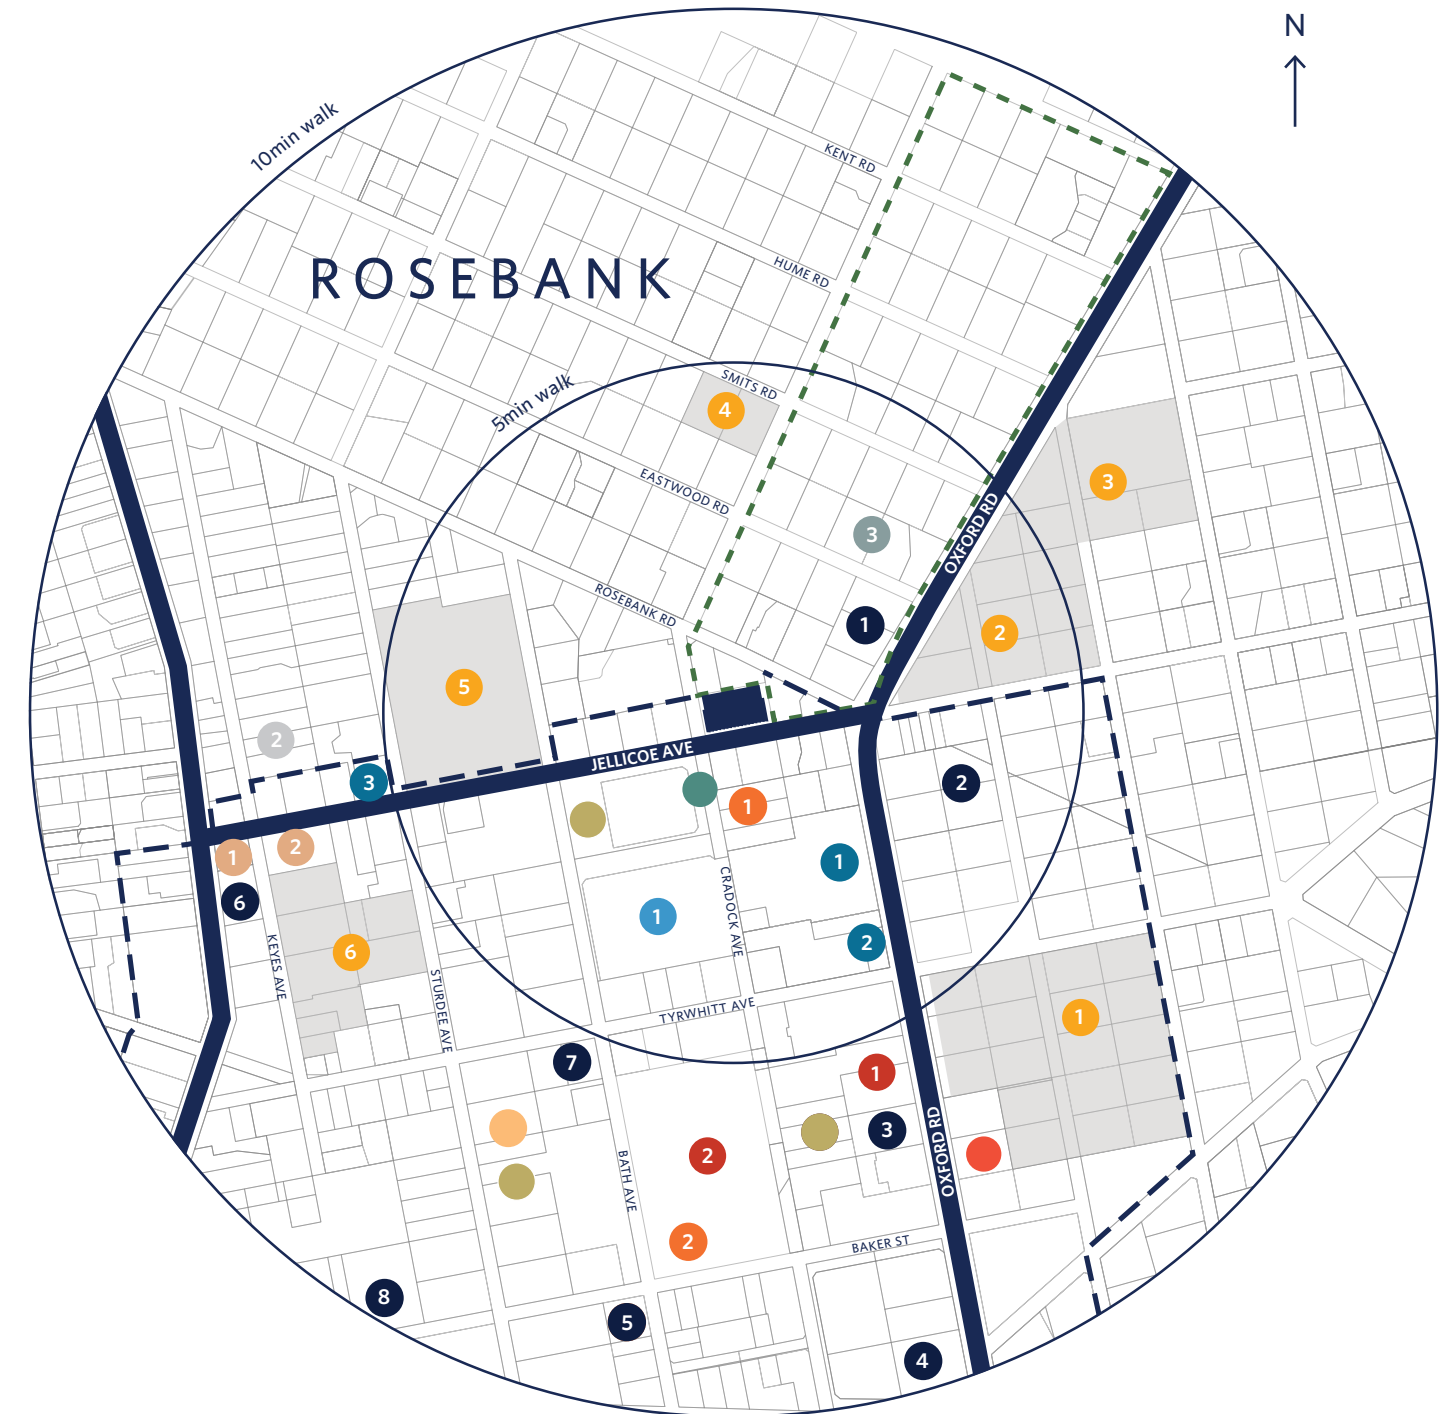 N
10min walk
KENT RD
ROSEBANK
HUME RD
SMITS RD
5min walk
4
EASTWOOD RD
3
OXFORD RD
3
ROSEBANK RD
1
2
5
2
JELLICOE AVE
3
2
1
1
2
1
6
CRADOCK AVE
1
2
KEYES AVE
6
STURDEE AVE
TYRWHITT AVE
1
7
1
3
OXFORD RD
2
BATH AVE
2
BAKER ST
8
5
4